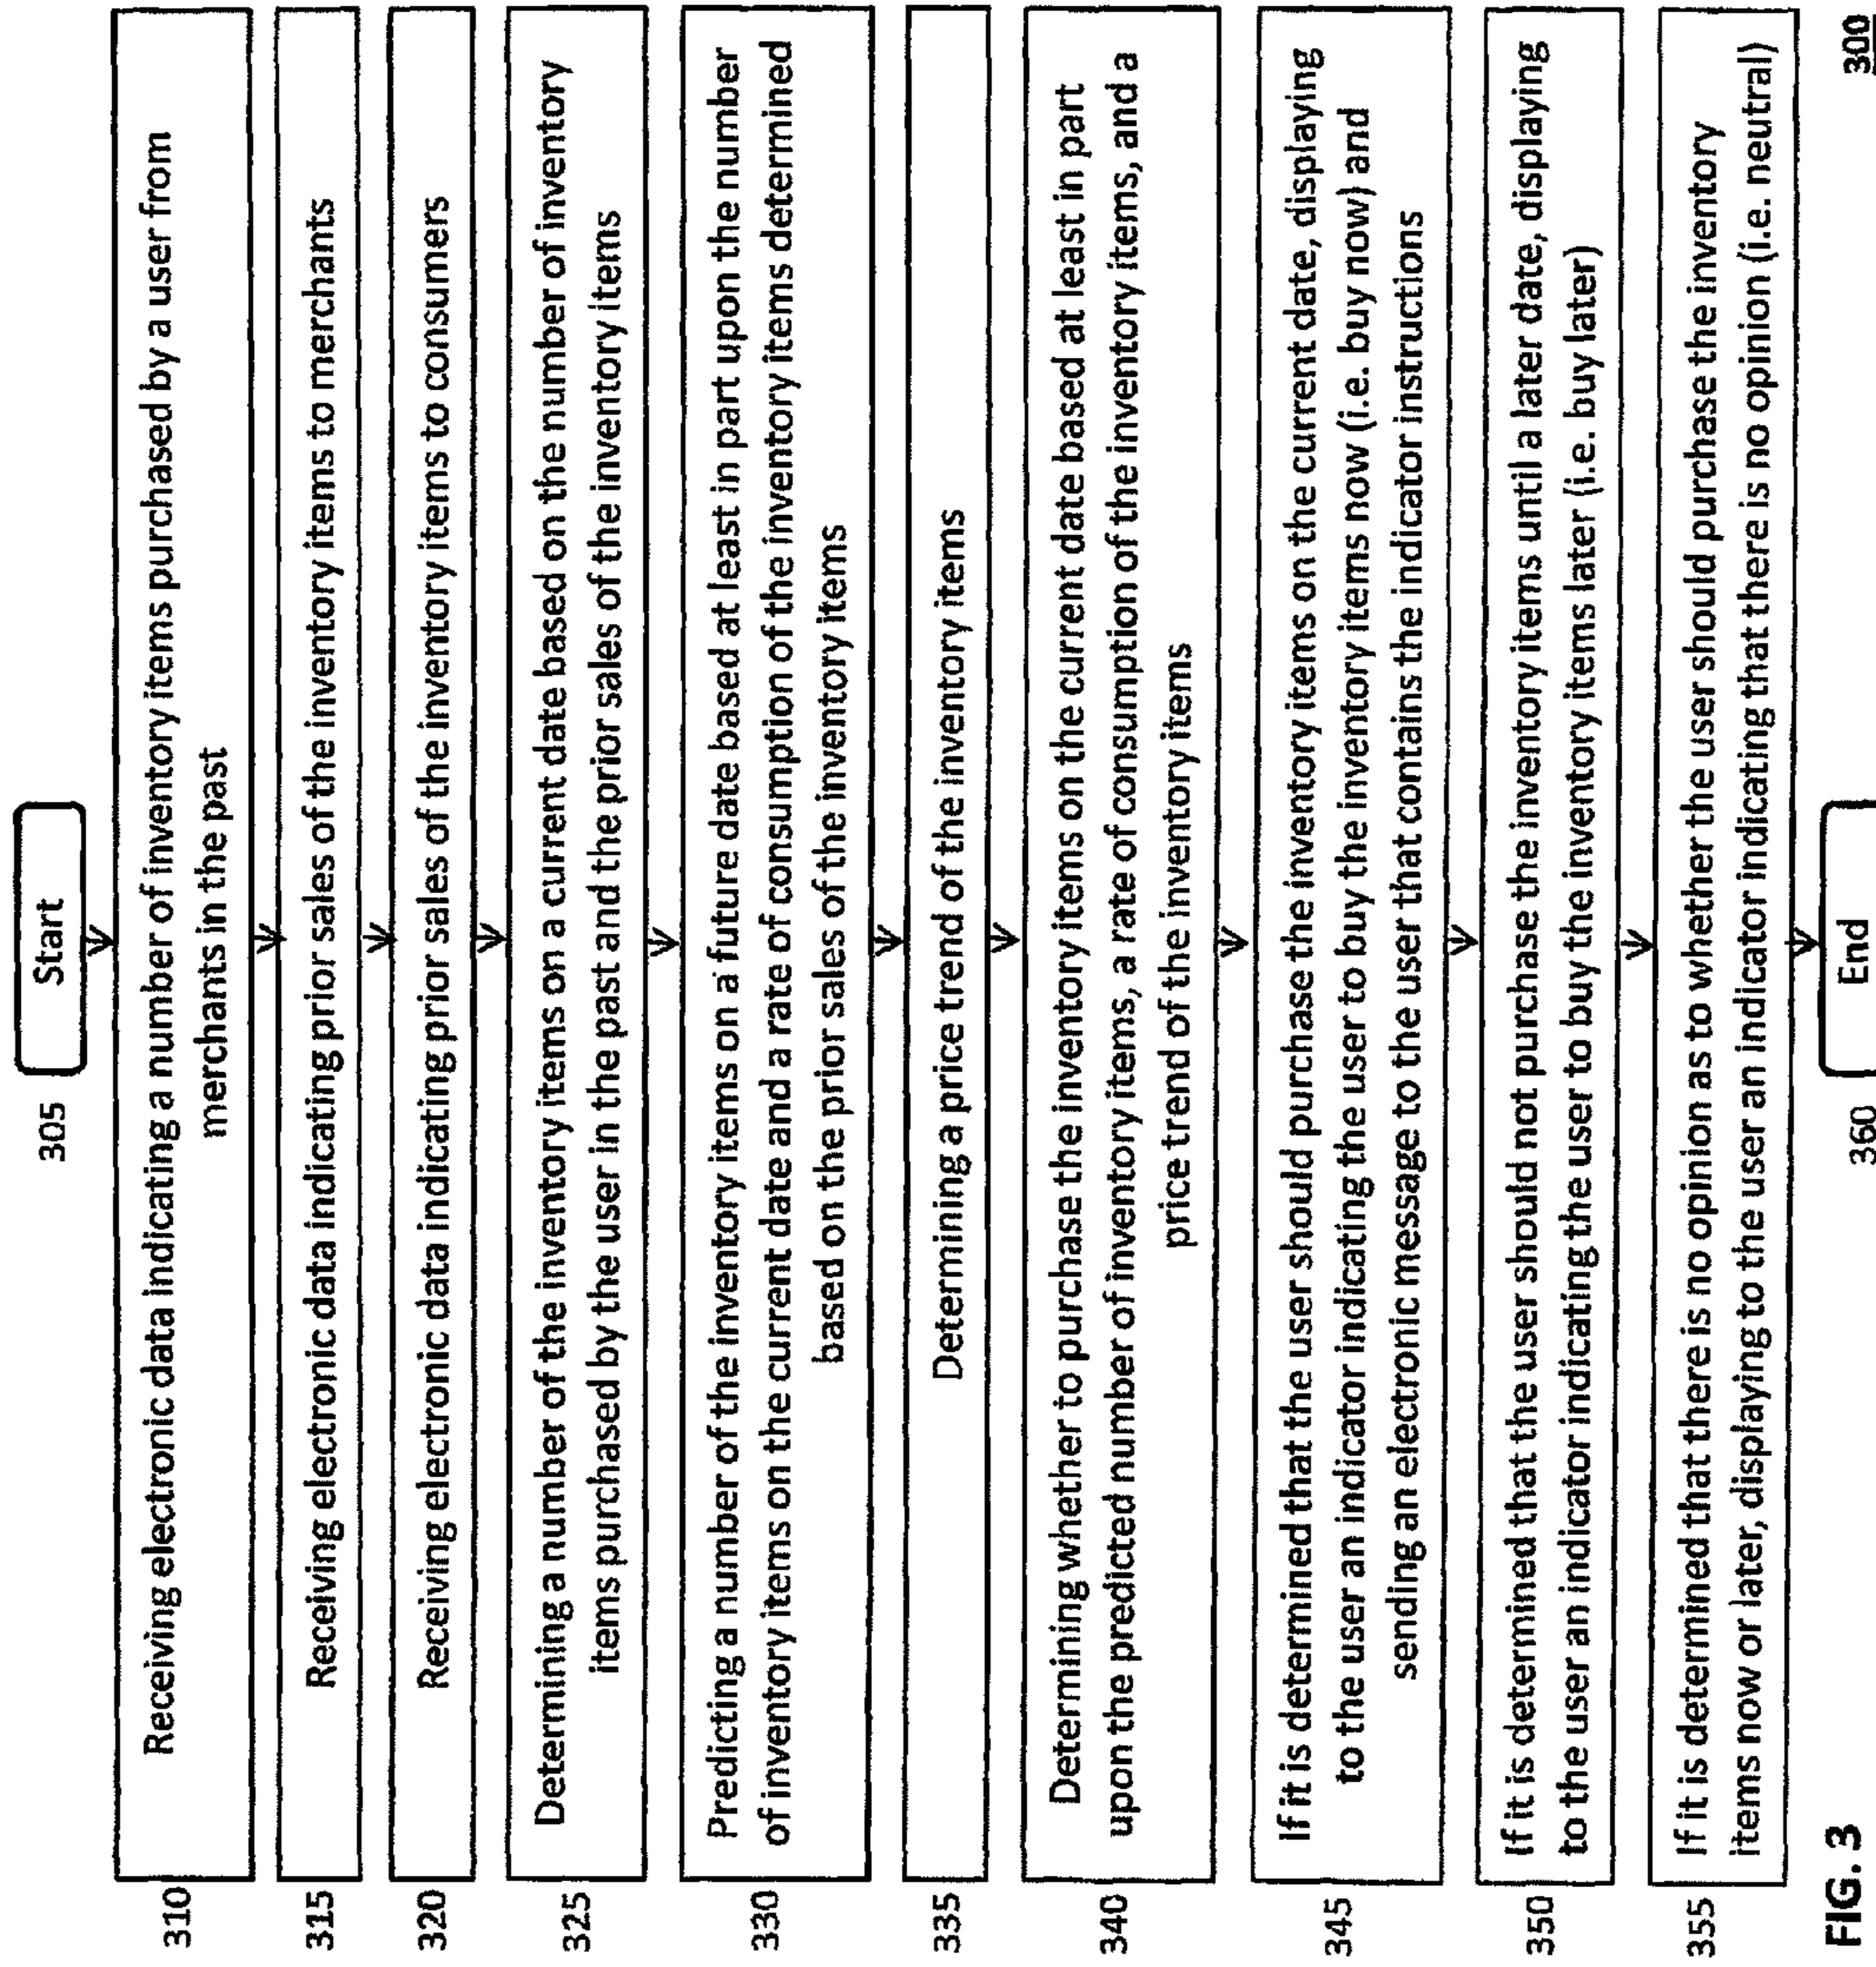 305
Start
310
Receiving electronic data indicating a number of inventory items purchased by a user from
merchants in the past
315
Receiving electronic data indicating prior sales of the inventory items to merchants
320
Receiving electronic data indicating prior sales of the inventory items to consumers
325
Determining a number of the inventory items on a current date based on the number of inventory
items purchased by the user in the past and the prior sales of the inventory items
330
Predicting a number of the inventory items on a future date based at least in part upon the number
of inventory items on the current date and a rate of consumption of the inventory items determined
based on the prior sales of the inventory items
335
Determining a price trend of the inventory items
340
Determining whether to purchase the inventory items on the current date based at least in part
upon the predicted number of inventory items, a rate of consumption of the inventory items, and a
price trend of the inventory items
345
If it is determined that the user should purchase the inventory items on the current date, displaying
to the user an indicator indicating the user to buy the inventory items now (i.e. buy now) and
sending an electronic message to the user that contains the indicator instructions
350
If it is determined that the user should not purchase the inventory items until a later date, displaying
to the user an indicator indicating the user to buy the inventory items later (i.e. buy later)
355
If it is determined that there is no opinion as to whether the user should purchase the inventory
items now or later, displaying to the user an indicator indicating that there is no opinion (i.e. neutral)
360
End
FIG. 3
300